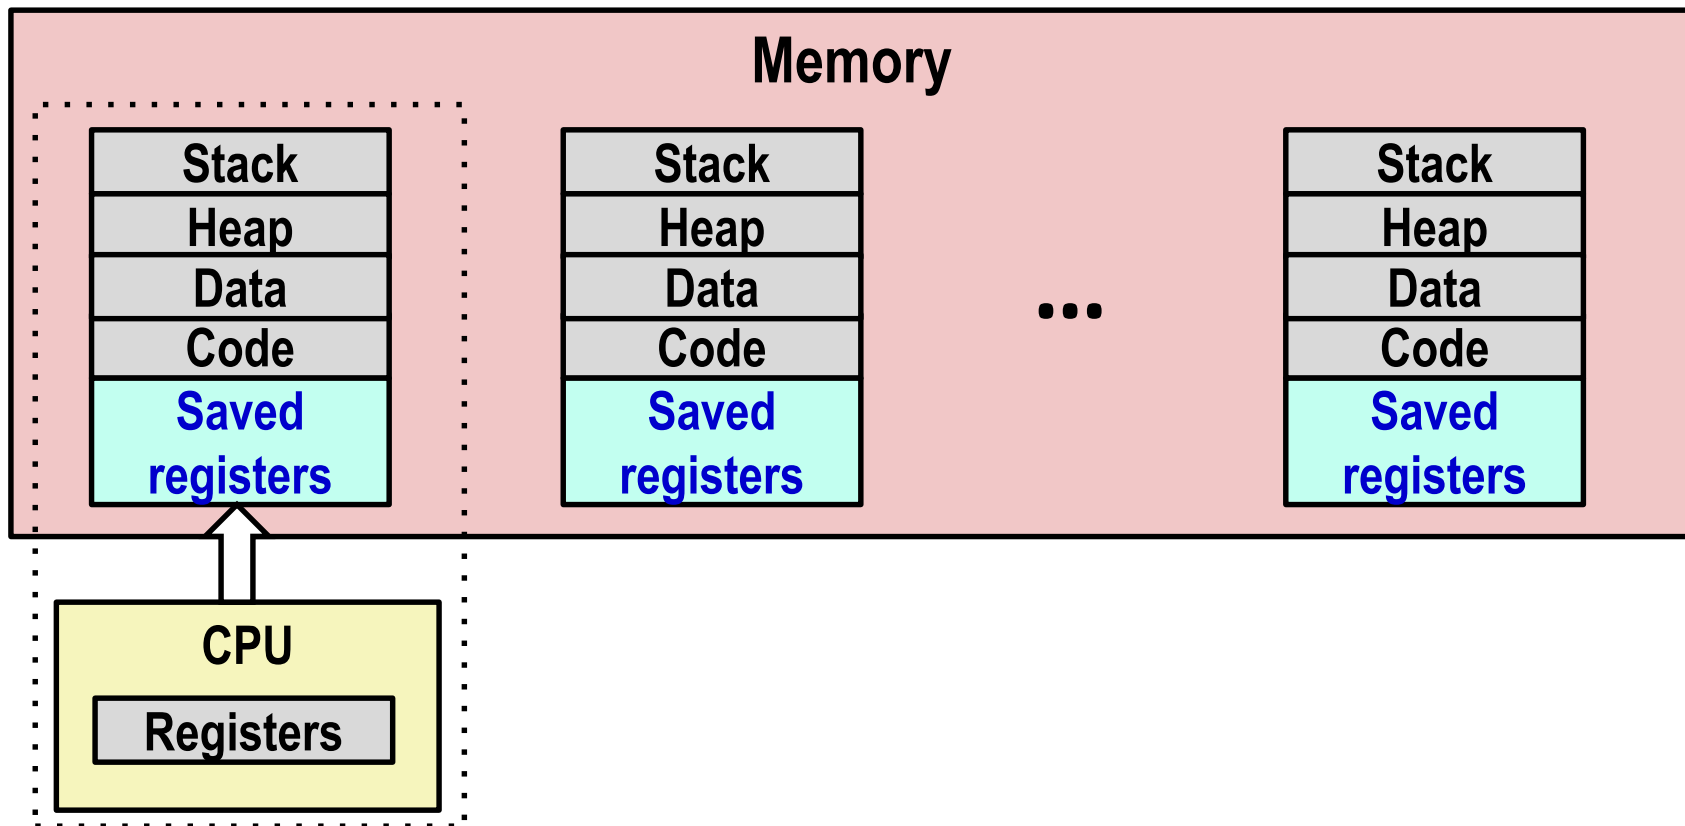 Memory
Stack
Heap
Data
Code
Saved
registers
Stack
Heap
Data
Code
Saved
registers
...
Stack
Heap
Data
Code
Saved
registers
CPU
Registers